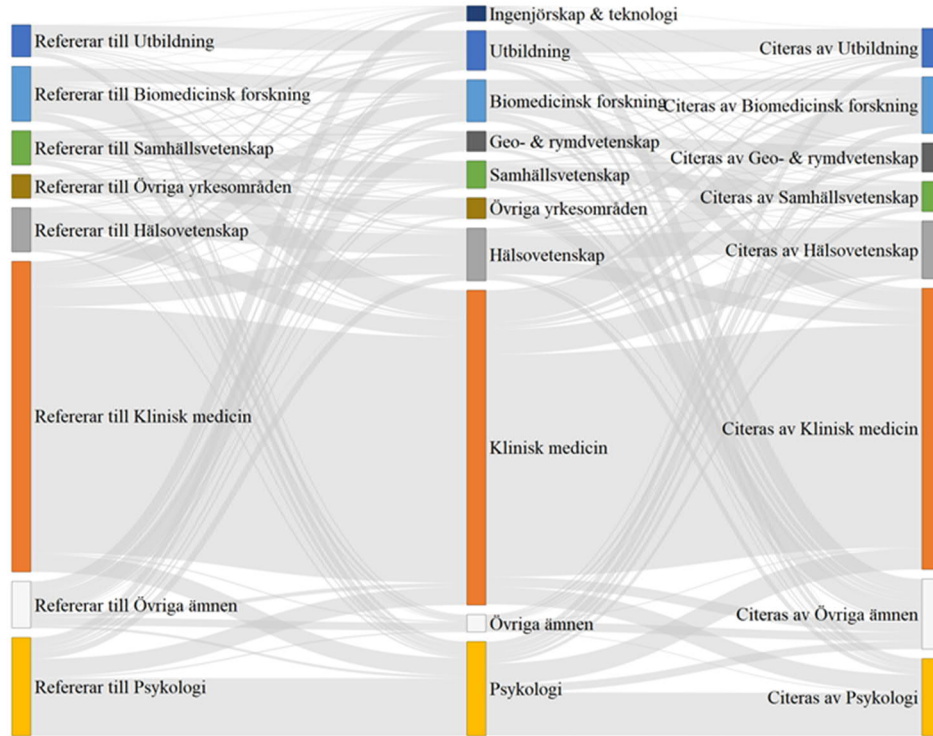 Refererar till Utbildning
Refererar till Biomedicinsk forskning
Refererar till Samhällsvetenskap
Refererar till Övriga yrkesområden
Refererar till Hälsovetenskap
Refererar till Klinisk medicin
Refererar till Övriga ämnen
Refererar till Psykologi
Ingenjörskap & teknologi
Utbildning
Biomedicinsk forskning
Geo- & rymdvetenskap
Samhällsvetenskap
Övriga yrkesområden
Hälsovetenskap
Klinisk medicin
Övriga ämnen
Psykologi
Citeras av Utbildning
Citeras av Biomedicinsk forskning
Citeras av Geo- & rymdvetenskap
Citeras av Samhällsvetenskap
Citeras av Hälsovetenskap
Citeras av Klinisk medicin
Citeras av Övriga ämnen
Citeras av Psykologi